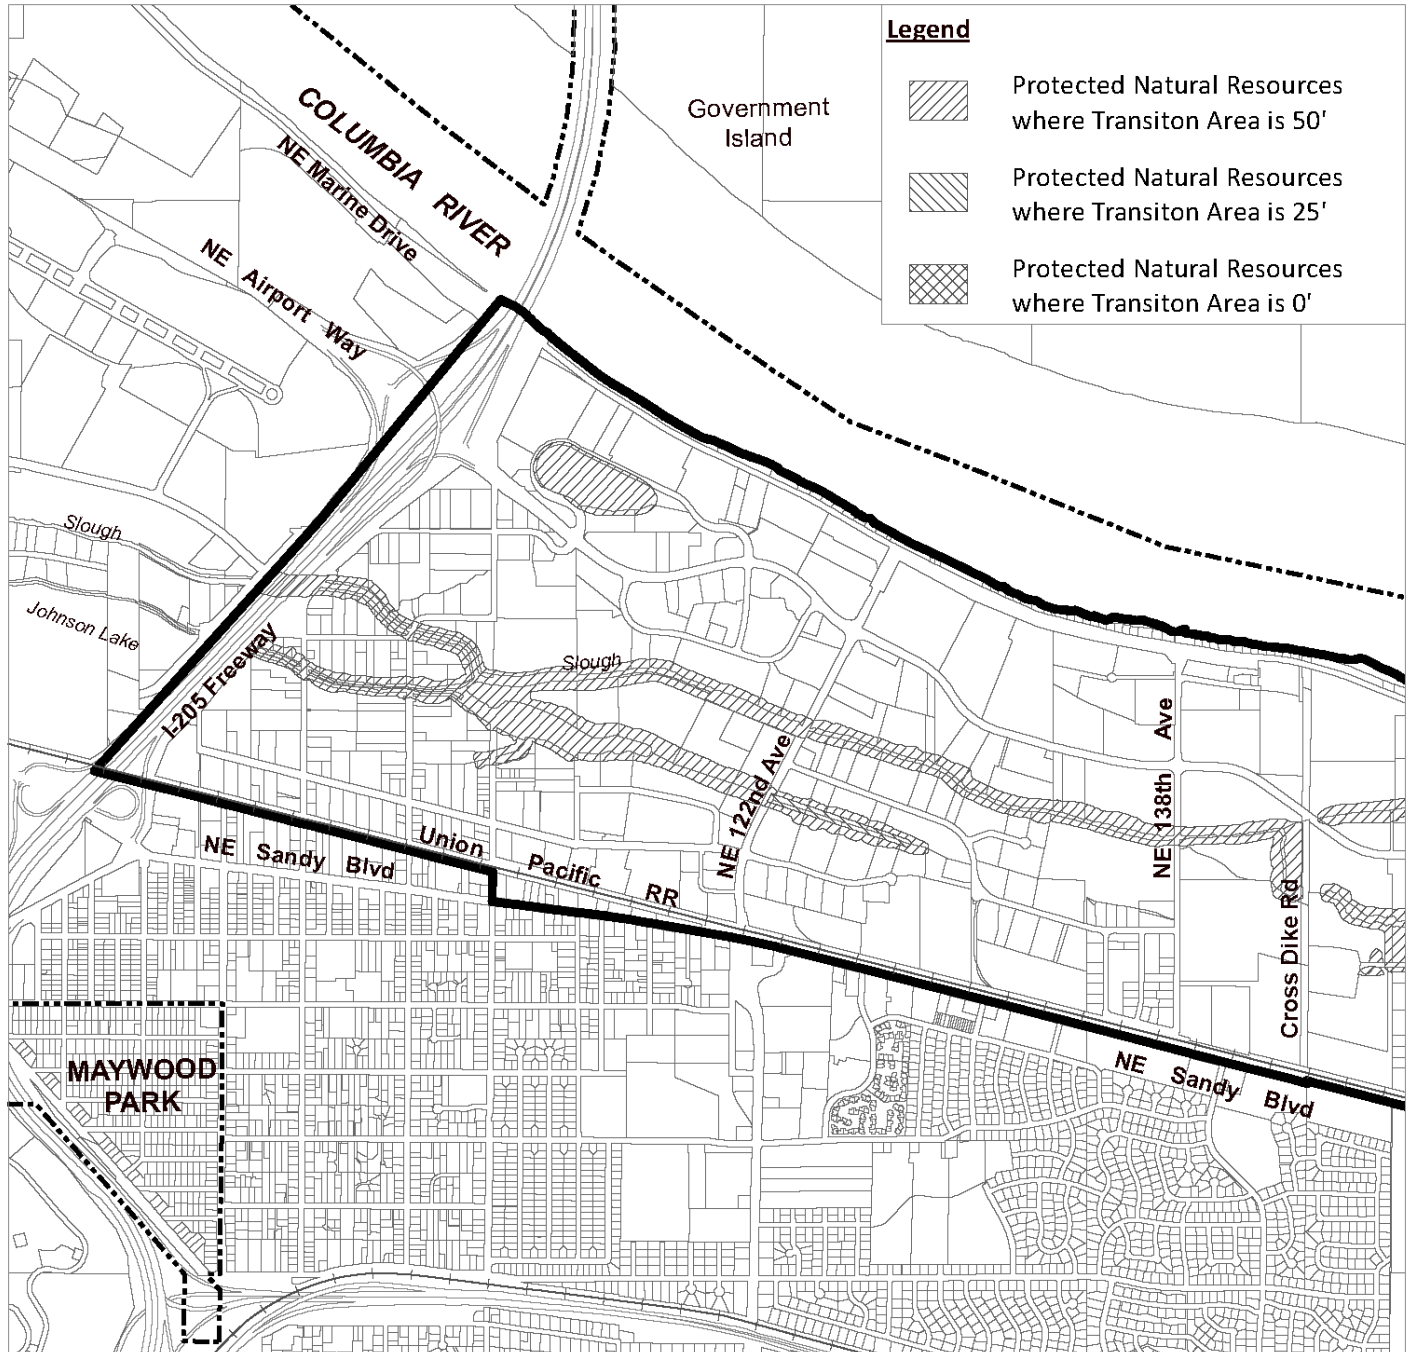 Legend
Protected Natural Resources
where Transiton Area is 50'
Protected Natural Resources
where Transiton Area is 25'
Protected Natural Resources
where Transiton Area is 0'
Government
Island
COLUMBIA RIVER
NE Marine Drive
NE Airport Way
Slough
Johnson Lake
I-205 Freeway
Slough
NE 122nd Ave
NE 138th Ave
Cross Dike Rd
NE Sandy Blvd
Union Pacific RR
NE Sandy Blvd
MAYWOOD
PARK